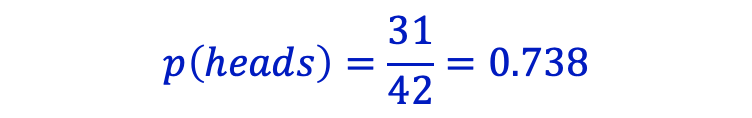 p(heads) = 31/42 = 0.738